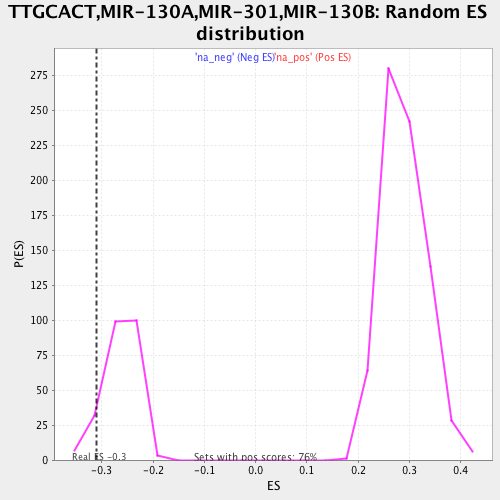 TTGCACT,MIR-130A,MIR-301,MIR-130B: Random ES
distribution
'na_neg' (Neg ES)'na_pos' (Pos ES)
275
250
225
200
175
150
125
100
75
50
25
0
P(ES)
Real ES -0.3
Sets with pos scores: 76%
-0.3 -0.2 -0.1 0.0 0.1 0.2 0.3 0.4
ES